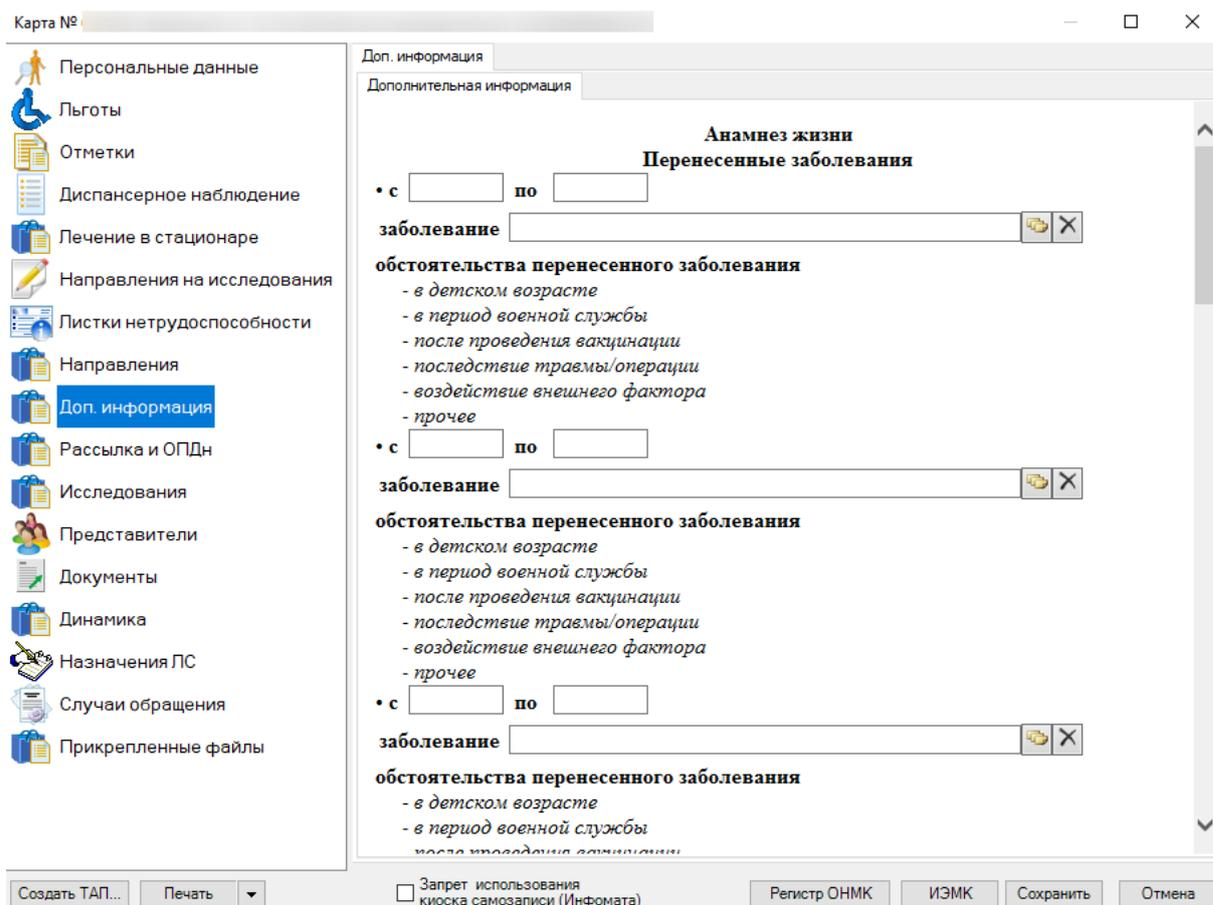 Карта №
Персональные данные
Льготы
Отметки
Диспансерное наблюдение
Лечение в стационаре
Направления на исследования
Листки нетрудоспособности
Направления
Доп. информация
Рассылка и ОПДн
Исследования
Представители
Документы
Динамика
Назначения ЛС
Случаи обращения
Прикрепленные файлы
Доп. информация
Дополнительная информация
Анамнез жизни
Перенесенные заболевания
• с по
заболевание
обстоятельства перенесенного заболевания
- в детском возрасте
- в период военной службы
- после проведения вакцинации
- последствие травмы/операции
- воздействие внешнего фактора
- прочее
• с по
заболевание
обстоятельства перенесенного заболевания
- в детском возрасте
- в период военной службы
- после проведения вакцинации
- последствие травмы/операции
- воздействие внешнего фактора
- прочее
• с по
заболевание
обстоятельства перенесенного заболевания
- в детском возрасте
- в период военной службы
- после проведения вакцинации
Создать ТАП...
Печать
Запрет использования
киоска самозаписи (Инфомата)
Регистр ОНМК
ИЭМК
Сохранить
Отмена